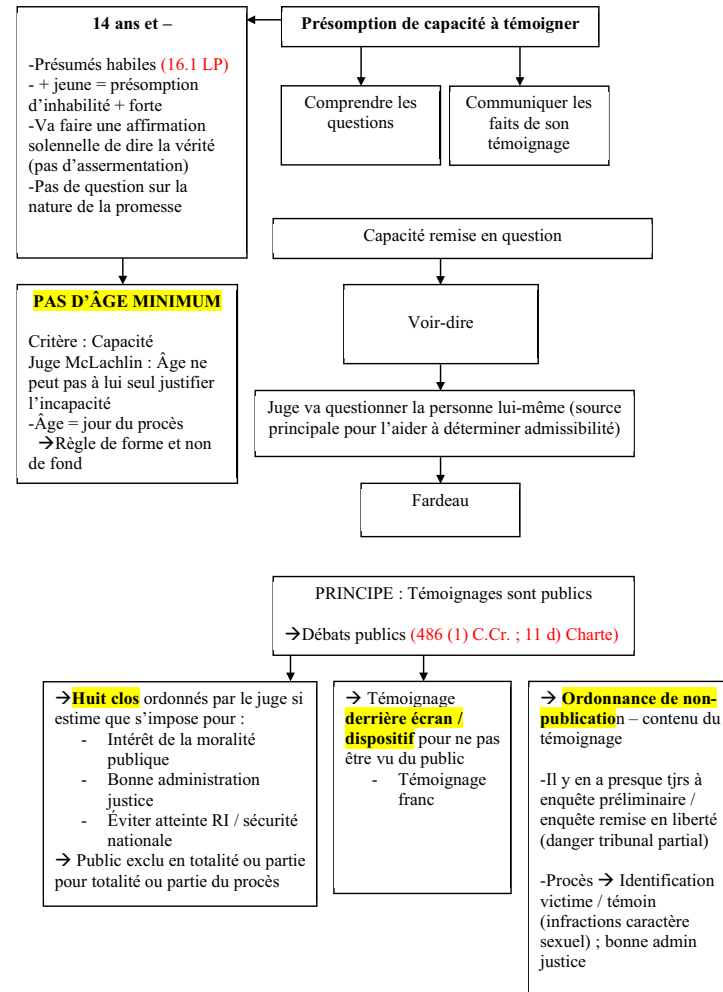 14 ans et –
-Présumés habiles (16.1 LP)
- + jeune = présomption
d’inhabilité + forte
-Va faire une affirmation
solennelle de dire la vérité
(pas d’assermentation)
-Pas de question sur la
nature de la promesse
Présomption de capacité à témoigner
Comprendre les
questions
Communiquer les
faits de son
témoignage
PAS D’ÂGE MINIMUM
Critère : Capacité
Juge McLachlin : Âge ne
peut pas à lui seul justifier
l’incapacité
-Âge = jour du procès
→Règle de forme et non
de fond
Capacité remise en question
Voir-dire
Juge va questionner la personne lui-même (source
principale pour l’aider à déterminer admissibilité)
Fardeau
PRINCIPE : Témoignages sont publics
→Débats publics (486 (1) C.Cr. ; 11 d) Charte)
→Huit clos ordonnés par le juge si
estime que s’impose pour :
- Intérêt de la moralité
publique
- Bonne administration
justice
- Éviter atteinte RI / sécurité
nationale
→ Public exclu en totalité ou partie
pour totalité ou partie du procès
→ Témoignage
derrière écran /
dispositif pour ne pas
être vu du public
- Témoignage
franc
→ Ordonnance de non-
publication – contenu du
témoignage
-Il y en a presque tjrs à
enquête préliminaire /
enquête remise en liberté
(danger tribunal partial)
-Procès → Identification
victime / témoin
(infractions caractère
sexuel) ; bonne admin
justice